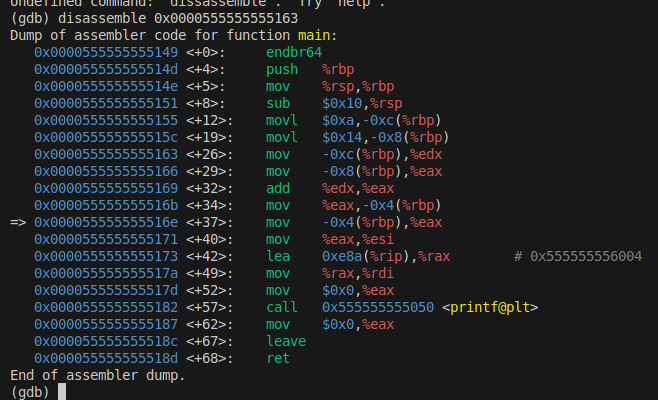 Undefined command: "dissassemble". Try "help".
(gdb) disassemble 0x0000555555555163
Dump of assembler code for function main:
   0x0000555555555149 <+0>:     endbr64
   0x000055555555514d <+4>:     push   %rbp
   0x000055555555514e <+5>:     mov    %rsp,%rbp
   0x0000555555555151 <+8>:     sub    $0x10,%rsp
   0x0000555555555155 <+12>:    movl   $0xa,-0xc(%rbp)
   0x000055555555515c <+19>:    movl   $0x14,-0x8(%rbp)
   0x0000555555555163 <+26>:    mov    -0xc(%rbp),%edx
   0x0000555555555166 <+29>:    mov    -0x8(%rbp),%eax
   0x0000555555555169 <+32>:    add    %edx,%eax
   0x000055555555516b <+34>:    mov    %eax,-0x4(%rbp)
=> 0x000055555555516e <+37>:    mov    -0x4(%rbp),%eax
   0x0000555555555171 <+40>:    mov    %eax,%esi
   0x0000555555555173 <+42>:    lea    0xe8a(%rip),%rax        # 0x555555556004
   0x000055555555517a <+49>:    mov    %rax,%rdi
   0x000055555555517d <+52>:    mov    $0x0,%eax
   0x0000555555555182 <+57>:    call   0x555555555050 <printf@plt>
   0x0000555555555187 <+62>:    mov    $0x0,%eax
   0x000055555555518c <+67>:    leave
   0x000055555555518d <+68>:    ret
End of assembler dump.
(gdb)